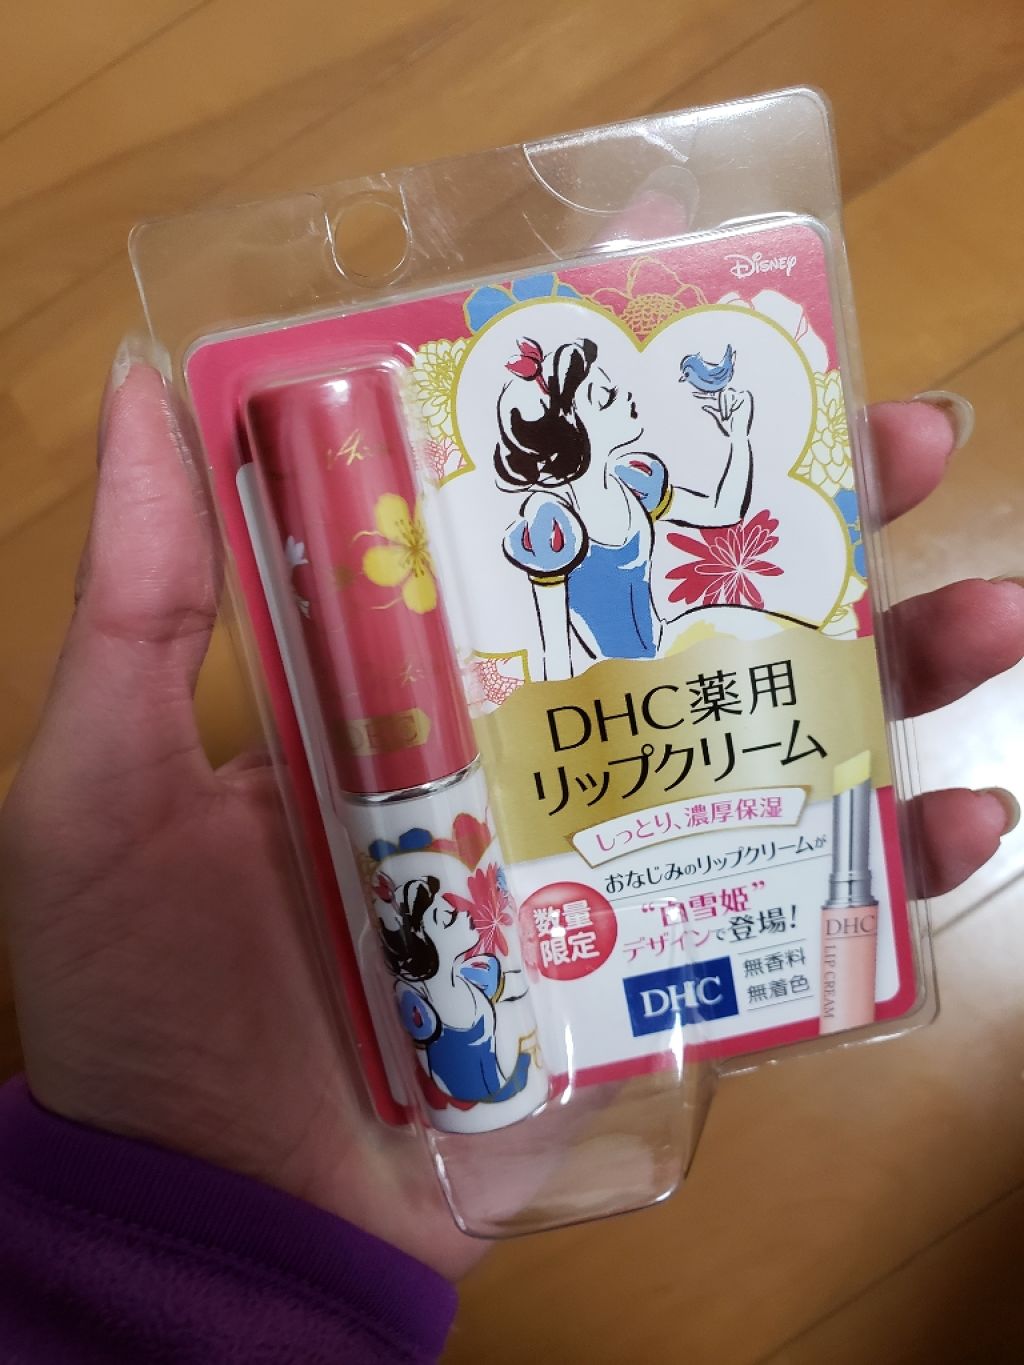 Disney
DHC薬用
リップクリーム
しっとり、濃厚保湿
おなじみのリップクリームが
“白雪姫”
デザインで登場!
数量
限定
DHC
無香料
無着色
DHC
LIP CREAM
DHC